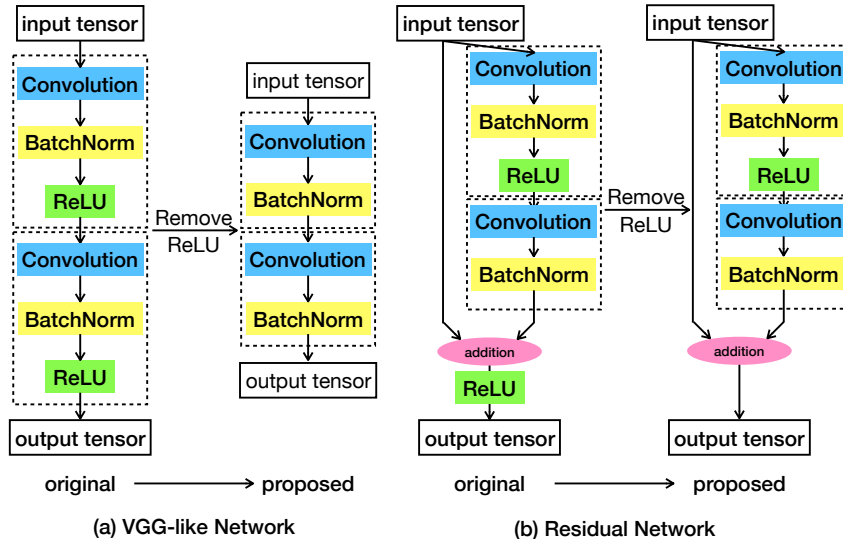 input tensor
Convolution
BatchNorm
ReLU
Convolution
BatchNorm
ReLU
output tensor
Remove
ReLU
input tensor
Convolution
BatchNorm
Convolution
BatchNorm
output tensor
original
proposed
(a) VGG-like Network
input tensor
Convolution
BatchNorm
ReLU
Convolution
BatchNorm
addition
ReLU
output tensor
Remove
ReLU
input tensor
Convolution
BatchNorm
ReLU
Convolution
BatchNorm
addition
output tensor
original
proposed
(b) Residual Network